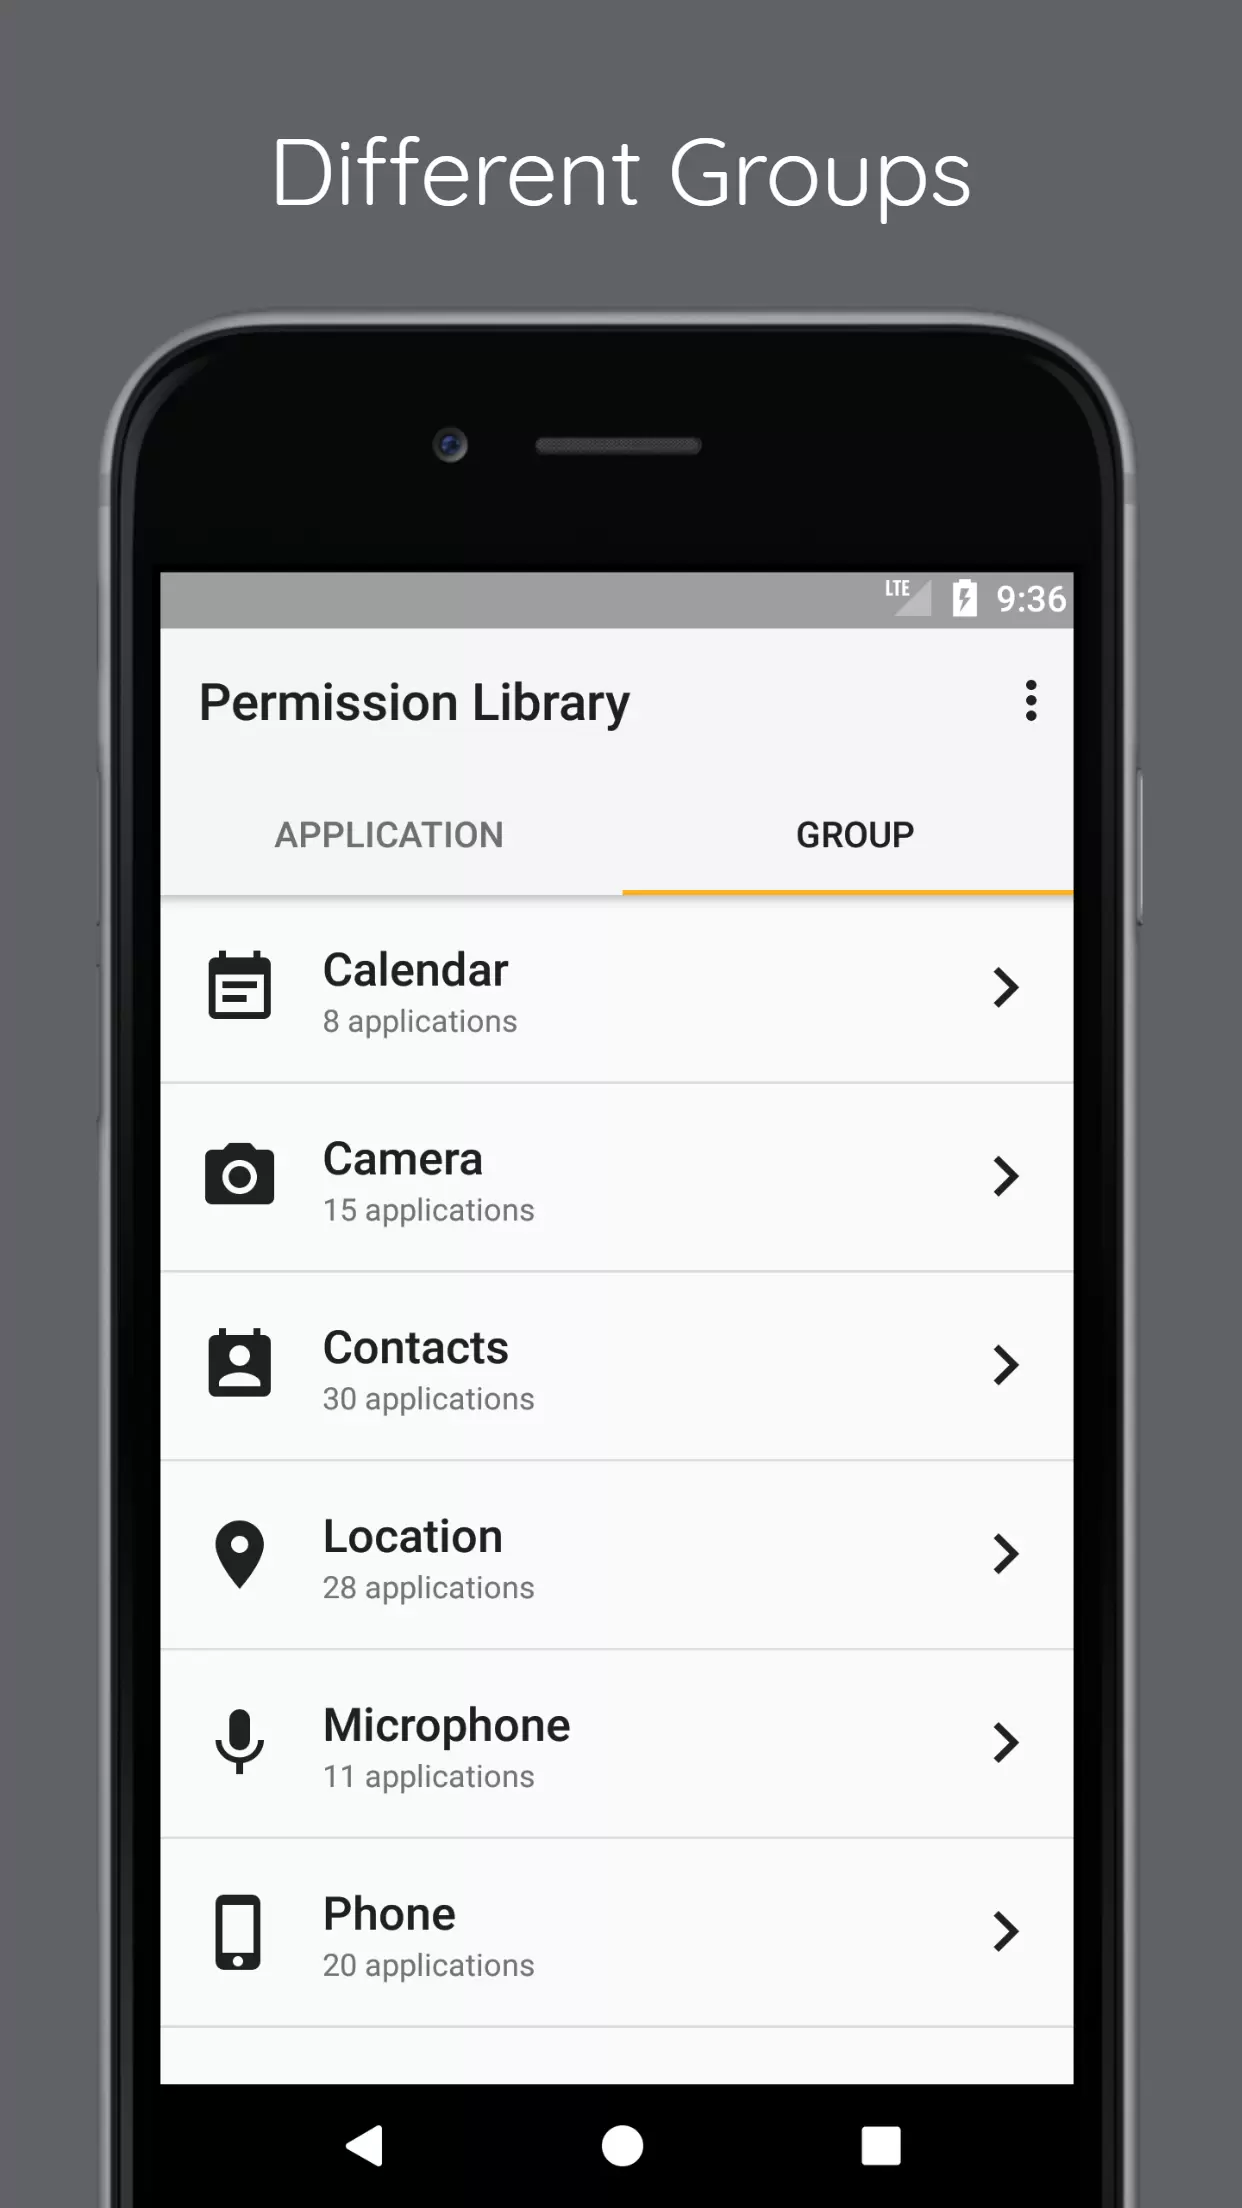 Different Groups
LTE 9:36
Permission Library
APPLICATION GROUP
Calendar
8 applications
Camera
15 applications
Contacts
30 applications
Location
28 applications
Microphone
11 applications
Phone
20 applications